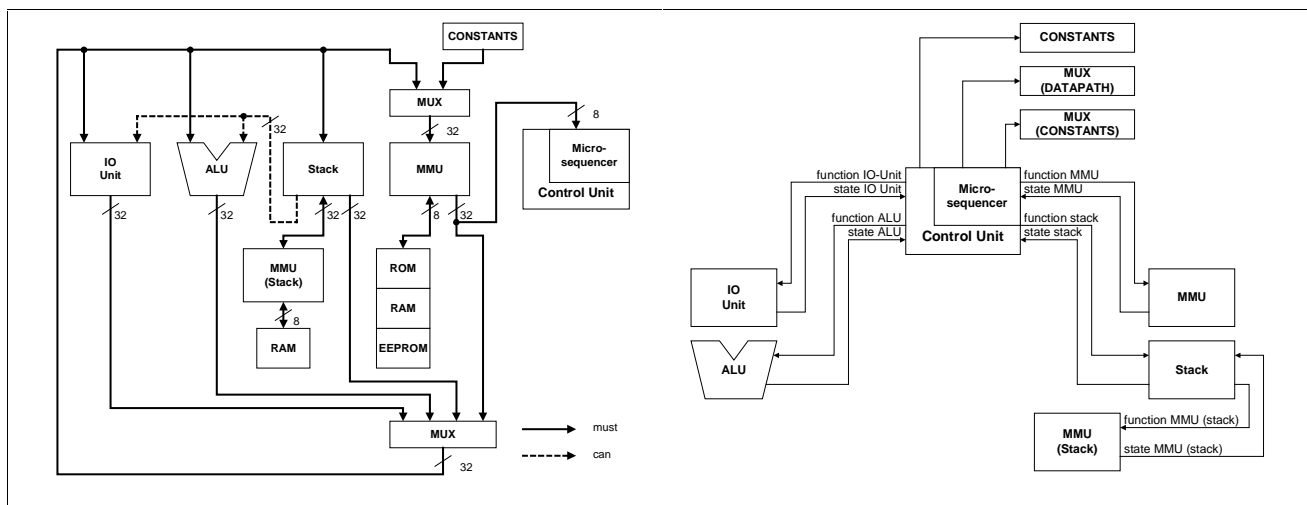 CONSTANTS
MUX
32
8
32
IO
Unit
ALU
Stack
MMU
Micro-
sequencer
Control Unit
32
32
32
32
8
32
MMU
(Stack)
8
RAM
ROM
RAM
EEPROM
MUX
32
must
can
CONSTANTS
MUX
(DATAPATH)
MUX
(CONSTANTS)
function IO-Unit
state IO Unit
function ALU
state ALU
Micro-
sequencer
Control Unit
function MMU
state MMU
function stack
state stack
IO
Unit
MMU
ALU
Stack
MMU
(Stack)
function MMU (stack)
state MMU (stack)